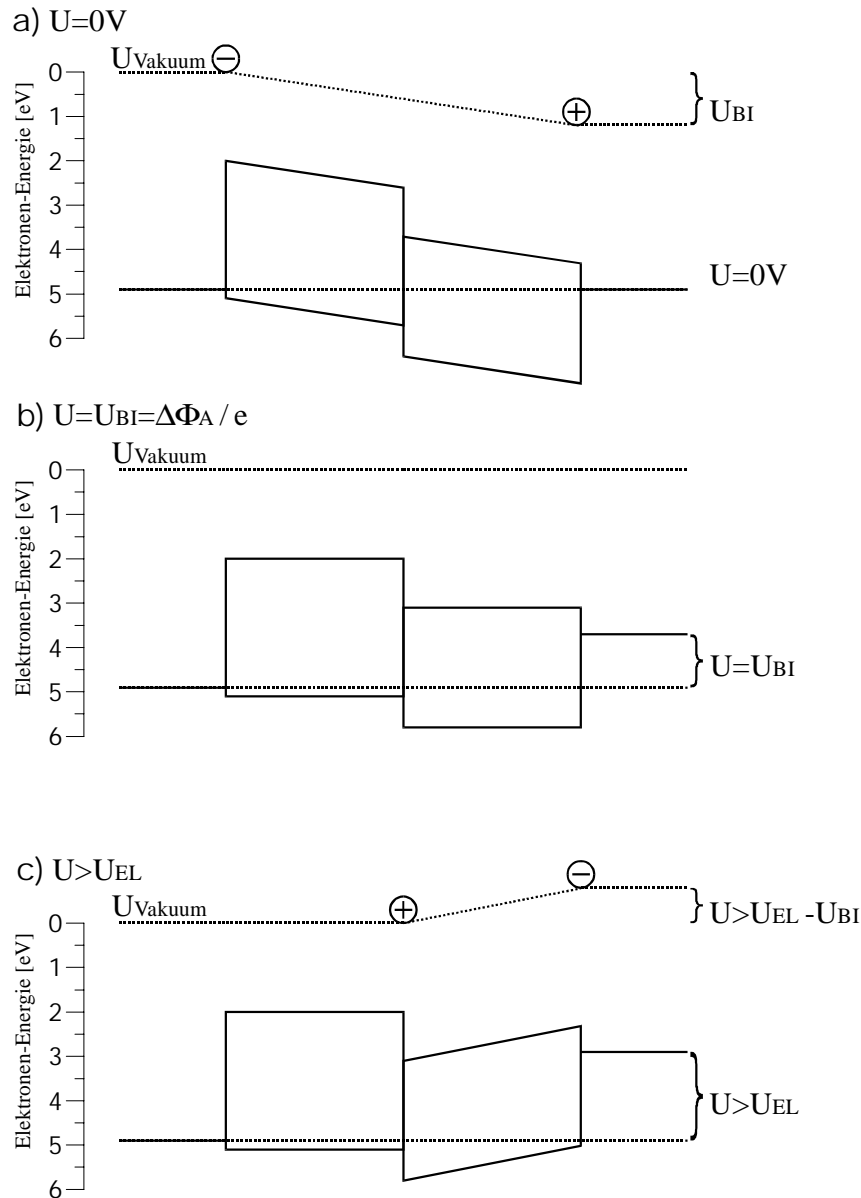 a) U=0V
UVakuum
−
0
1
2
3
4
5
6
Elektronen-Energie [eV]
+
UBI
U=0V
b) U=UBI=ΔΦA / e
UVakuum
0
1
2
3
4
5
6
Elektronen-Energie [eV]
U=UBI
c) U>UEL
UVakuum
+
−
0
1
2
3
4
5
6
Elektronen-Energie [eV]
U>UEL -UBI
U>UEL